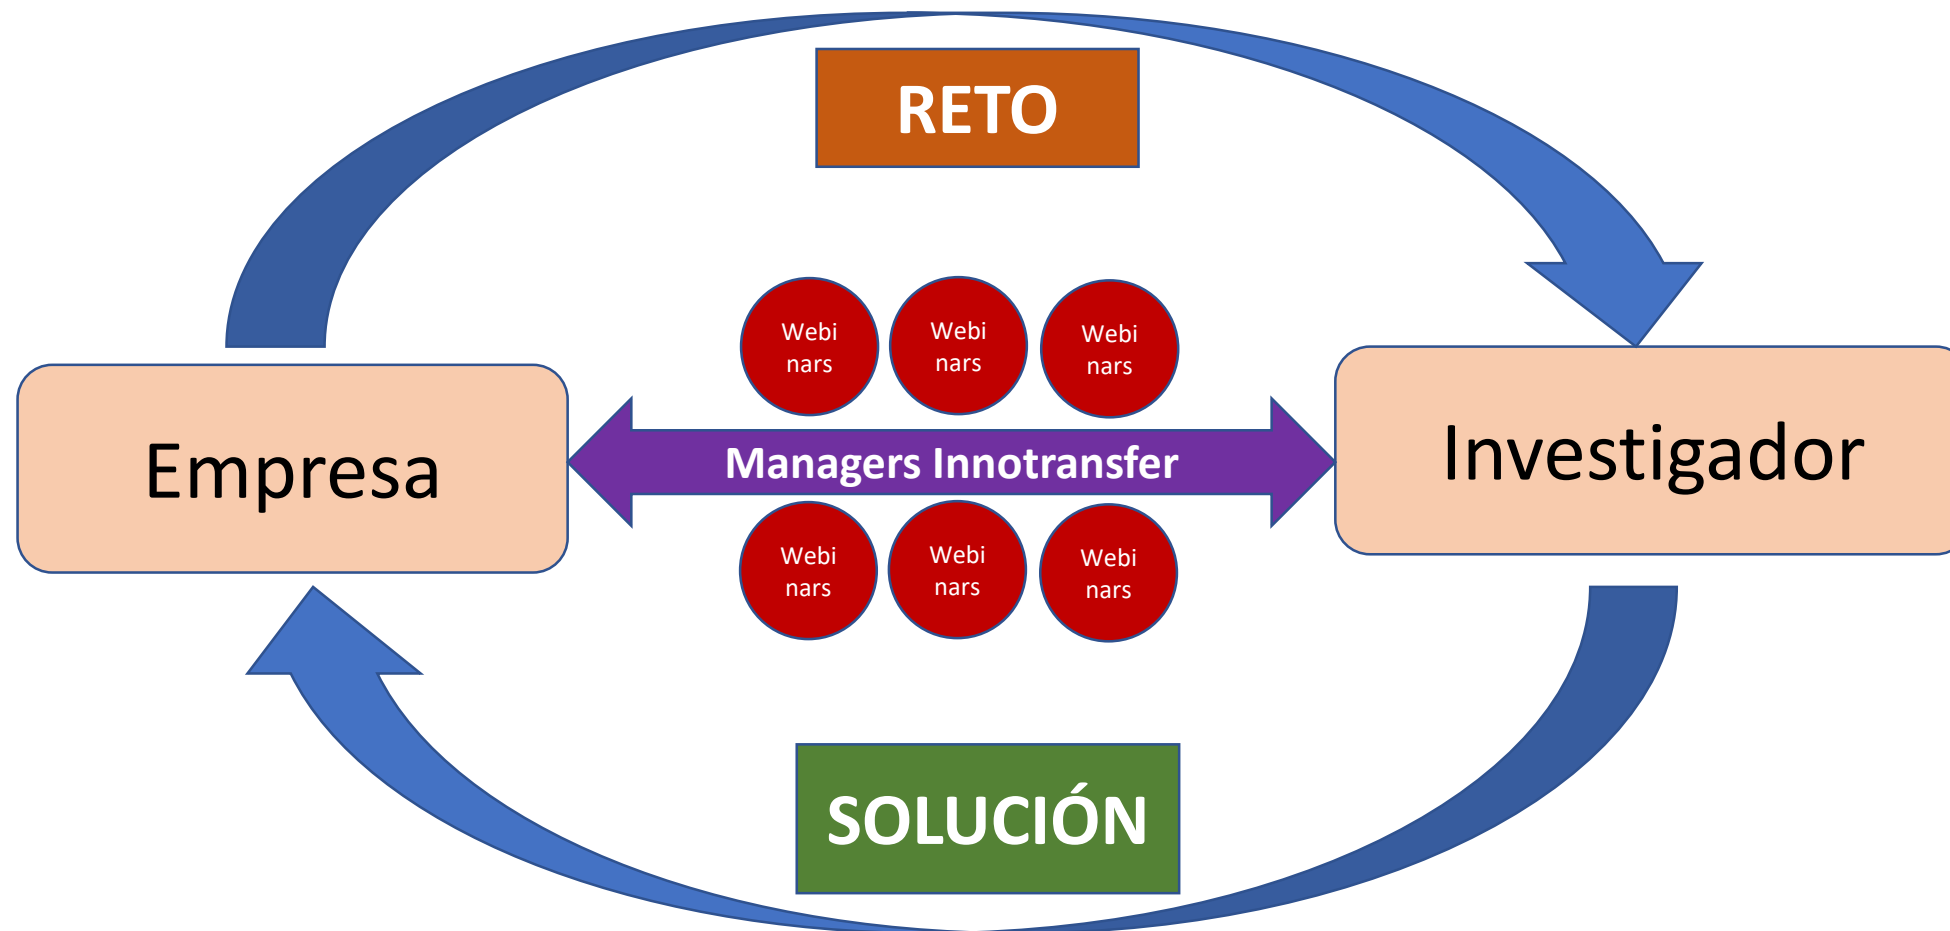 RETO
Webi
nars
Webi
nars
Webi
nars
Empresa
Managers Innotransfer
Investigador
Webi
nars
Webi
nars
Webi
nars
SOLUCIÓN